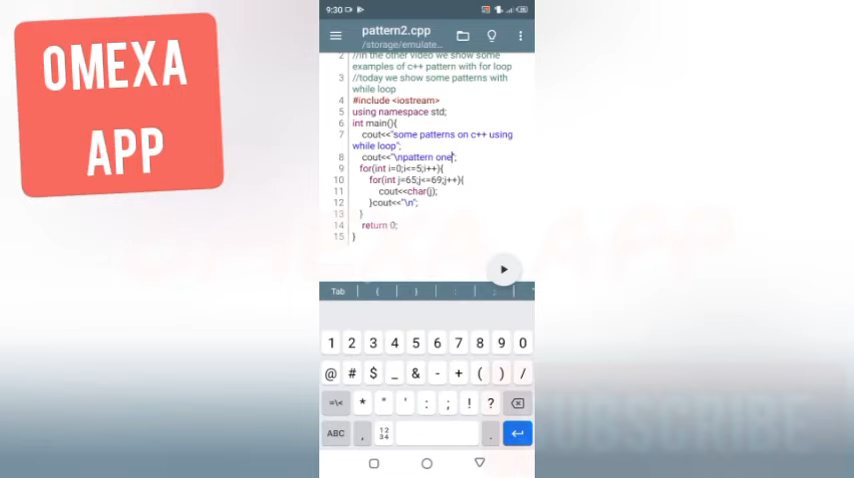 OMEXA
APP
9:30
pattern2.cpp
/storage/emulate...
2 //in the other video we show some
examples of c++ pattern with for loop
3 //today we show some patterns with
while loop
4 #include <iostream>
5 using namespace std;
6 int main(){
7 cout<<"some patterns on c++ using
while loop";
8 cout<<"\npattern one";
9 for(int i=0;i<=5;i++){
10 for(int j=65;j<=69;j++){
11 cout<<char(j);
12 }cout<<"\n";
13 }
14 return 0;
15 }
Tab { } : ;
1 2 3 4 5 6 7 8 9 0
@ # $ _ & - + ( ) /
=\< * " ' : ; ! ?
ABC , 12 .
34
OMEXA APP
SUBSCRIBE